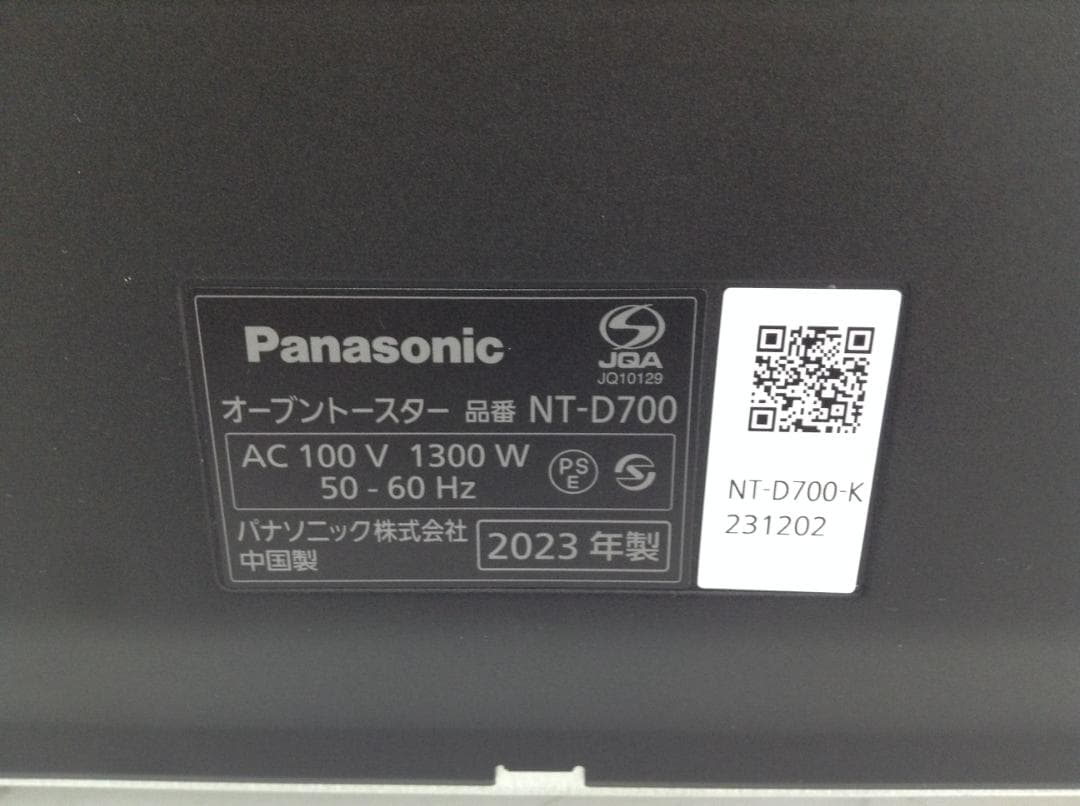 Panasonic
JQA
JQ10129
オーブントースター 品番 NT-D700
AC 100 V 1300 W
50 - 60 Hz
PS
E
パナソニック株式会社
中国製
2023 年製
NT-D700-K
231202